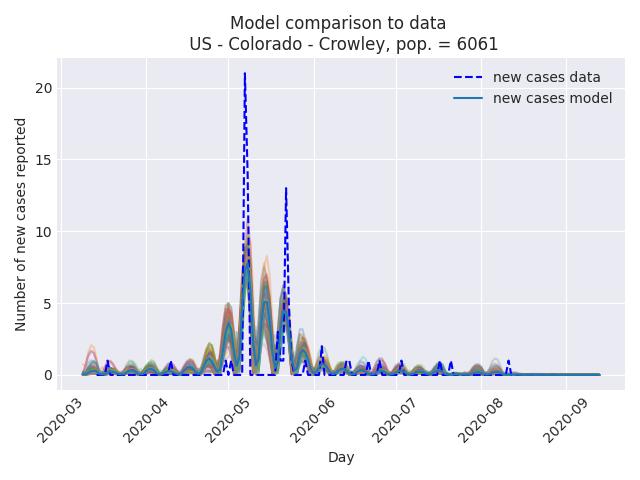 Model comparison to data
US - Colorado - Crowley, pop. = 6061
new cases data
new cases model
Number of new cases reported
20
15
10
5
0
2020-03
2020-04
2020-05
2020-06
2020-07
2020-08
2020-09
Day